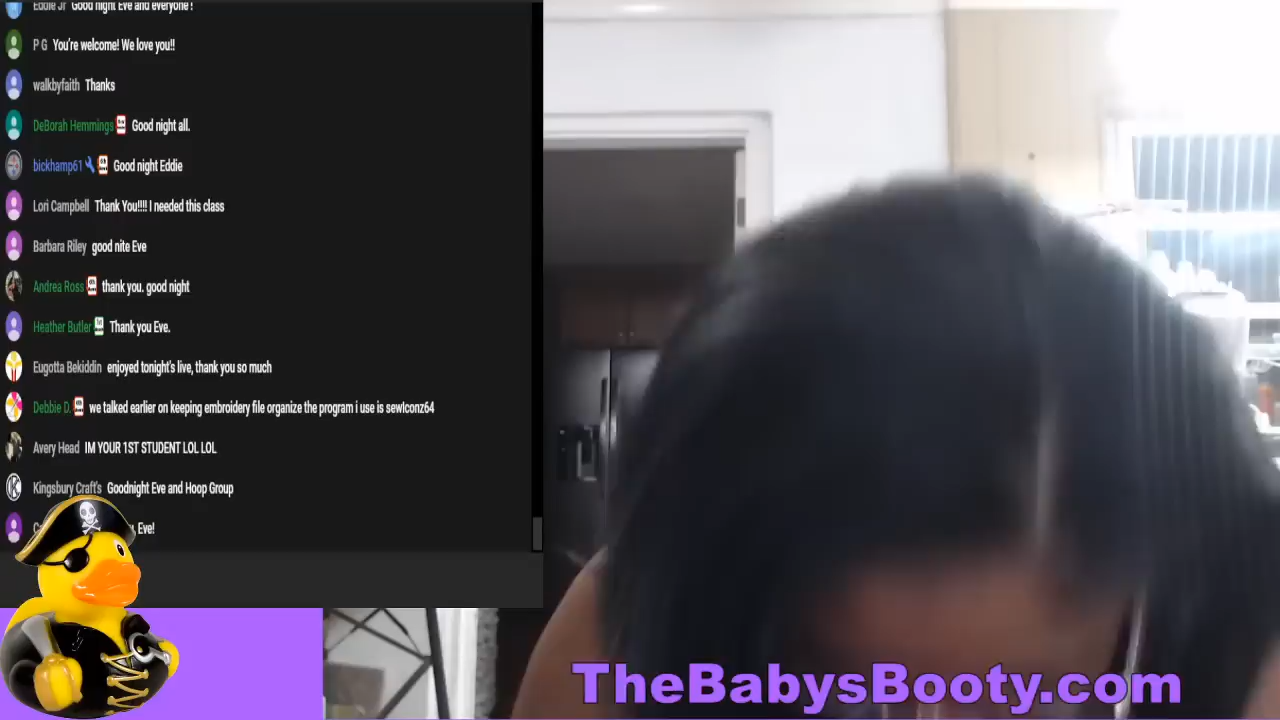 Eddie Jr Good night Eve and everyone !
P G You're welcome! We love you!!
walkbyfaith Thanks
DeBorah Hemmings Good night all.
bickhamp61 Good night Eddie
Lori Campbell Thank You!!!! I needed this class
Barbara Riley good nite Eve
Andrea Ross thank you. good night
Heather Butler Thank you Eve.
Eugotta Bekiddin enjoyed tonight's live, thank you so much
Debbie D. we talked earlier on keeping embroidery file organize the program i use is sewIconz64
Avery Head IM YOUR 1ST STUDENT LOL LOL
Kingsbury Craft's Goodnight Eve and Hoop Group
Eve!
TheBabysBooty.com